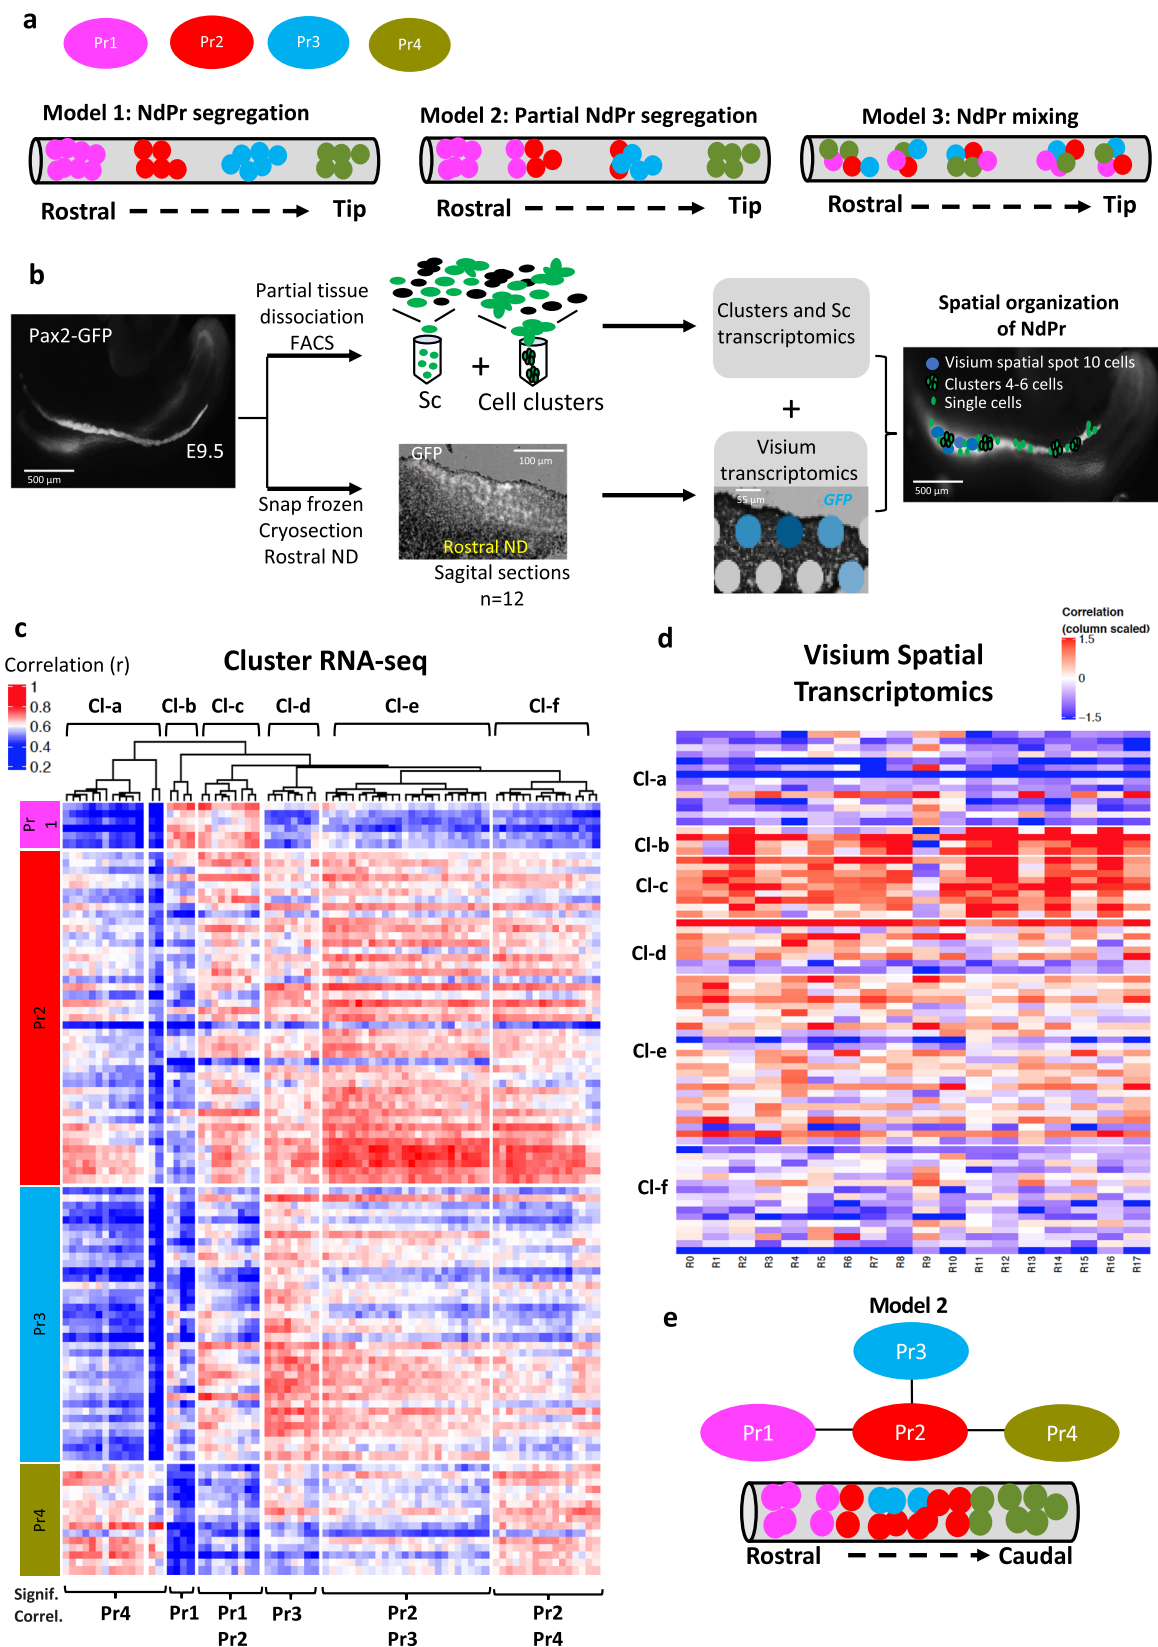 a
Pr1
Pr2
Pr3
Pr4
Model 1: NdPr segregation
Model 2: Partial NdPr segregation
Model 3: NdPr mixing
Rostral
Tip
Rostral
Tip
Rostral
Tip
b
Pax2-GFP
E9.5
500 µm
Partial tissue
dissociation
FACS
Sc
+
Cell clusters
Snap frozen
Cryosection
Rostral ND
GFP
100 µm
Rostral ND
Sagital sections
n=12
Clusters and Sc
transcriptomics
+
Visium
transcriptomics
55 µm
GFP
Spatial organization
of NdPr
Visium spatial spot 10 cells
Clusters 4-6 cells
Single cells
500 µm
c
Correlation (r)
1
0.8
0.6
0.4
0.2
Cluster RNA-seq
Cl-a
Cl-b
Cl-c
Cl-d
Cl-e
Cl-f
Pr
1
Pr2
Pr3
Pr4
Signif.
Correl.
Pr4
Pr1
Pr1
Pr2
Pr3
Pr2
Pr3
Pr2
Pr4
d
Visium Spatial
Transcriptomics
Correlation
(column scaled)
1.5
0
−1.5
Cl-a
Cl-b
Cl-c
Cl-d
Cl-e
Cl-f
R0
R1
R2
R3
R4
R5
R6
R7
R8
R9
R10
R11
R12
R13
R14
R15
R16
R17
e
Model 2
Pr3
Pr1
Pr2
Pr4
Rostral
Caudal